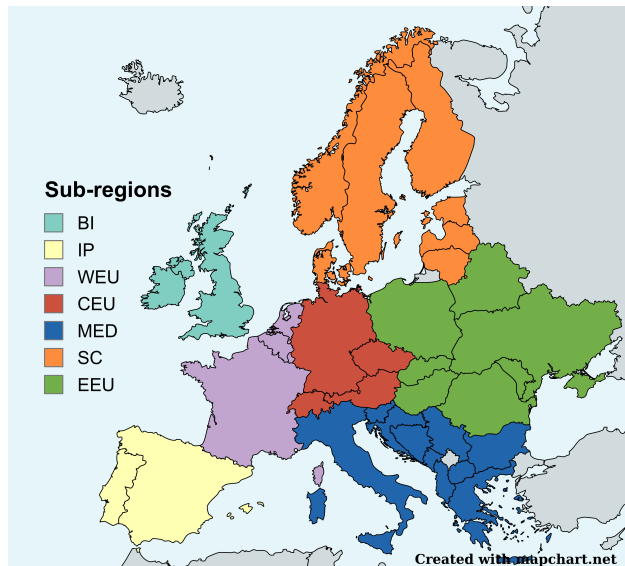 Sub-regions
BI
IP
WEU
CEU
MED
SC
EEU
Created with mapchart.net